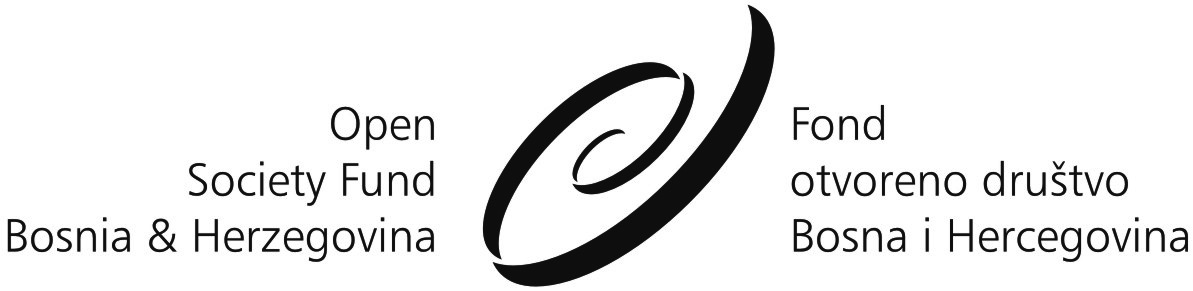 Open
Society Fund
Bosnia & Herzegovina
Fond
otvoreno društvo
Bosna i Hercegovina